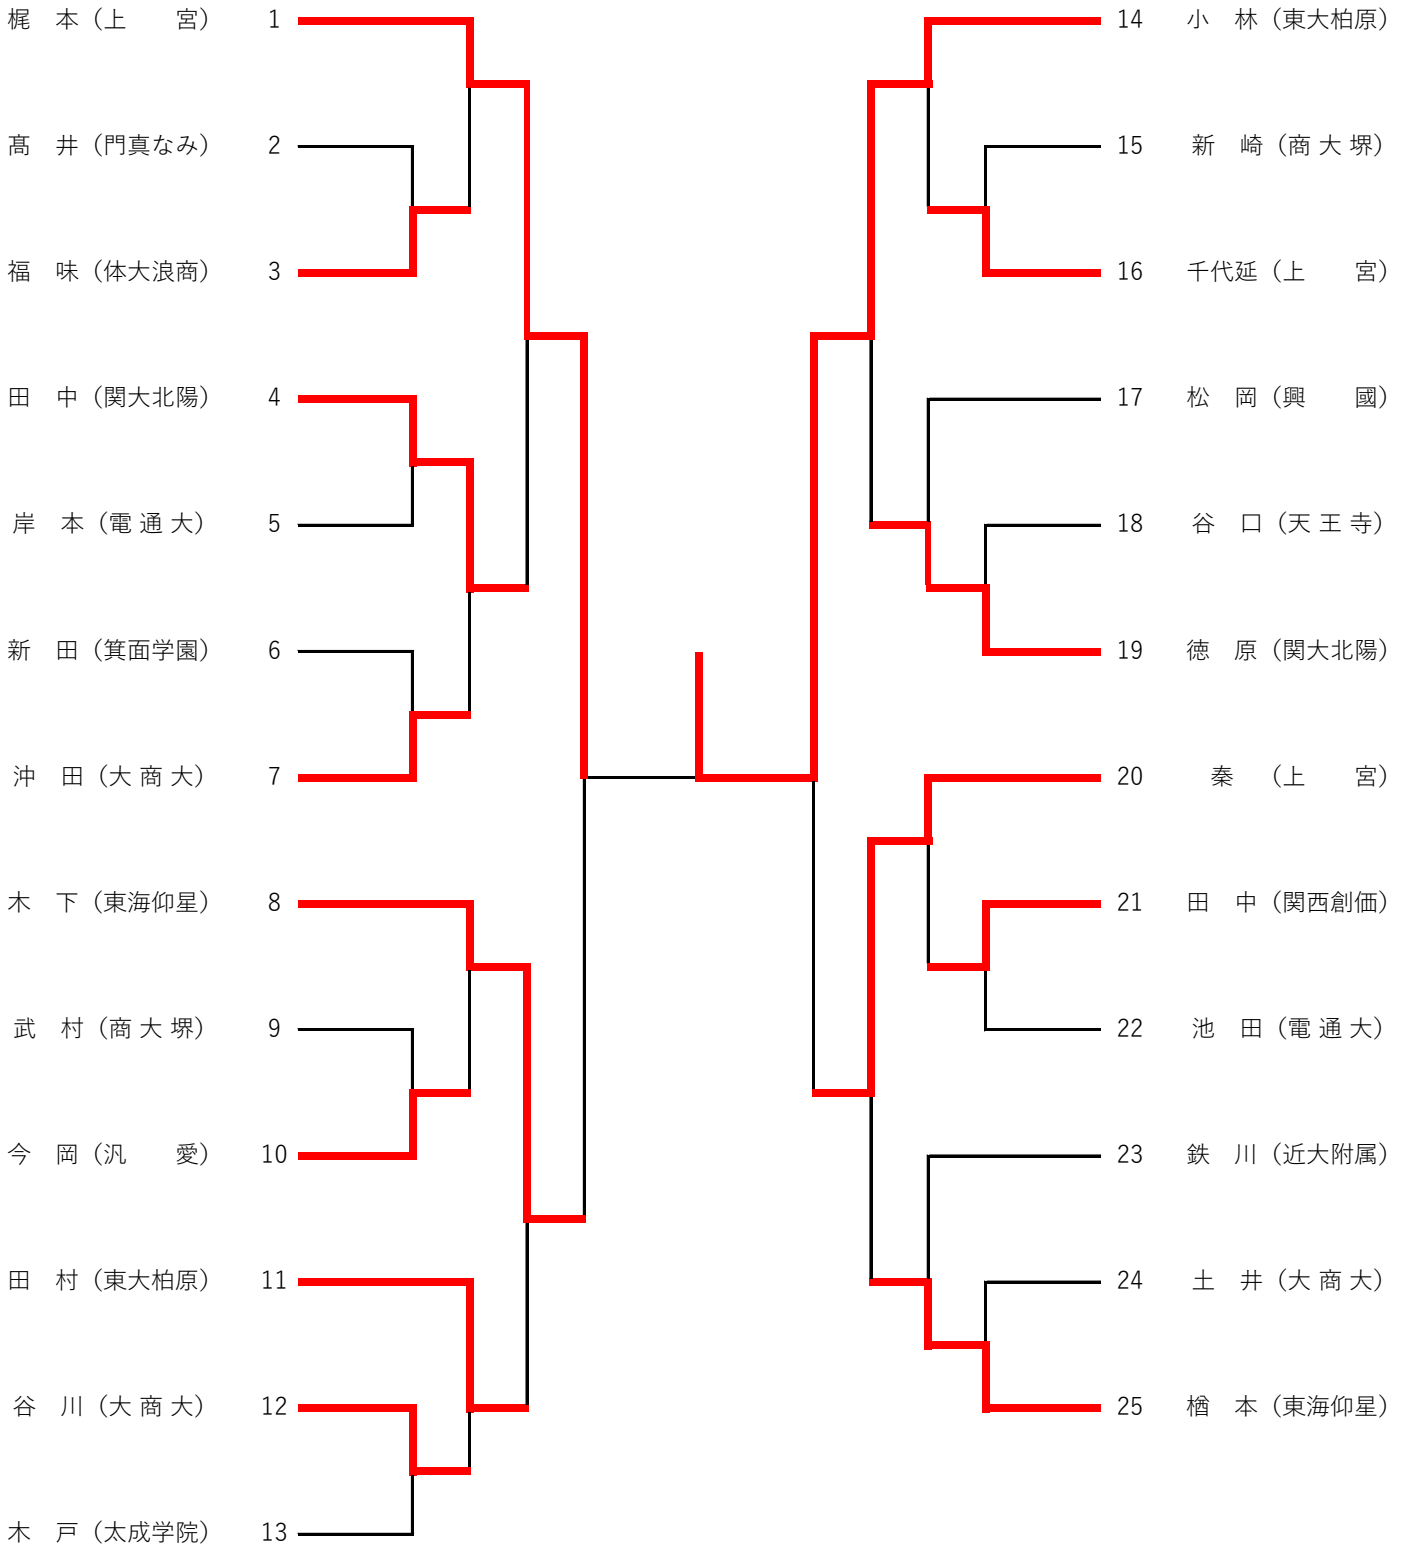 梶　本（上　　宮） 1
髙　井（門真なみ） 2
福　味（体大浪商） 3
田　中（関大北陽） 4
岸　本（電 通 大） 5
新　田（箕面学園） 6
沖　田（大 商 大） 7
木　下（東海仰星） 8
武　村（商 大 堺） 9
今　岡（汎　　愛） 10
田　村（東大柏原） 11
谷　川（大 商 大） 12
木　戸（太成学院） 13
14 小　林（東大柏原）
15 新　崎（商 大 堺）
16 千代延（上　　宮）
17 松　岡（興　　國）
18 谷　口（天 王 寺）
19 徳　原（関大北陽）
20 秦　（上　　宮）
21 田　中（関西創価）
22 池　田（電 通 大）
23 鉄　川（近大附属）
24 土　井（大 商 大）
25 楢　本（東海仰星）